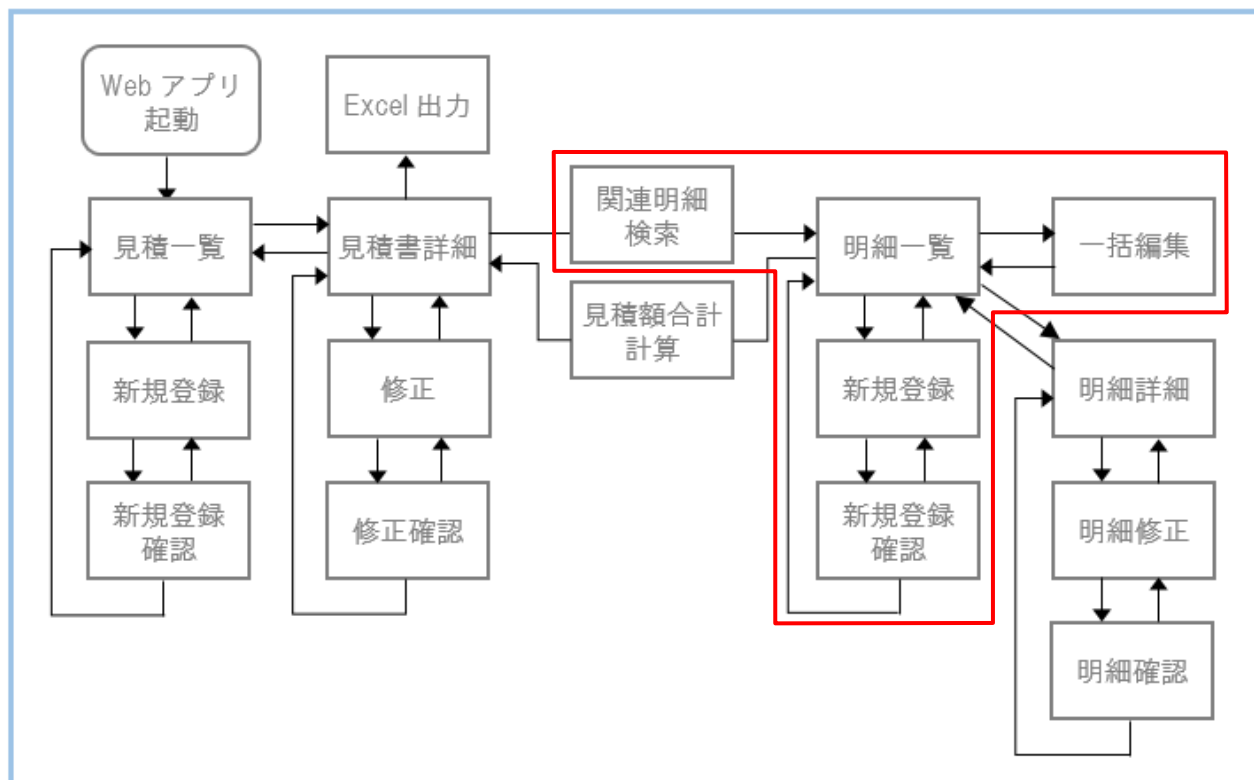 Web アプリ
起動
Excel 出力
関連明細
検索
見積一覧
見積書詳細
明細一覧
一括編集
見積額合計
計算
新規登録
修正
新規登録
明細詳細
新規登録
確認
修正確認
新規登録
確認
明細修正
明細確認